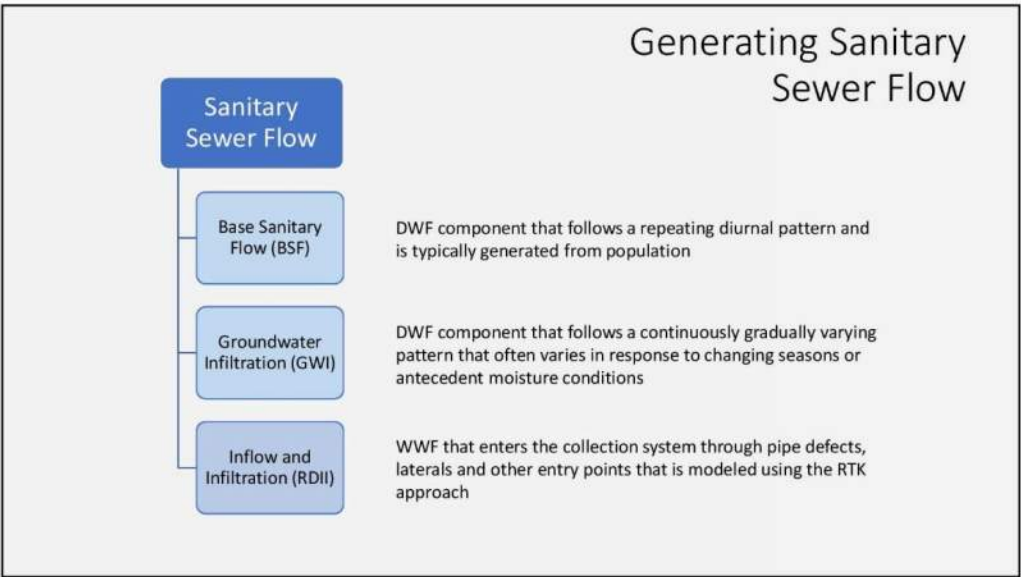 Generating Sanitary
Sewer Flow
Sanitary
Sewer Flow
Base Sanitary
Flow (BSF)
DWF component that follows a repeating diurnal pattern and
is typically generated from population
Groundwater
Infiltration (GWI)
DWF component that follows a continuously gradually varying
pattern that often varies in response to changing seasons or
antecedent moisture conditions
Inflow and
Infiltration (RDII)
WWF that enters the collection system through pipe defects,
laterals and other entry points that is modeled using the RTK
approach